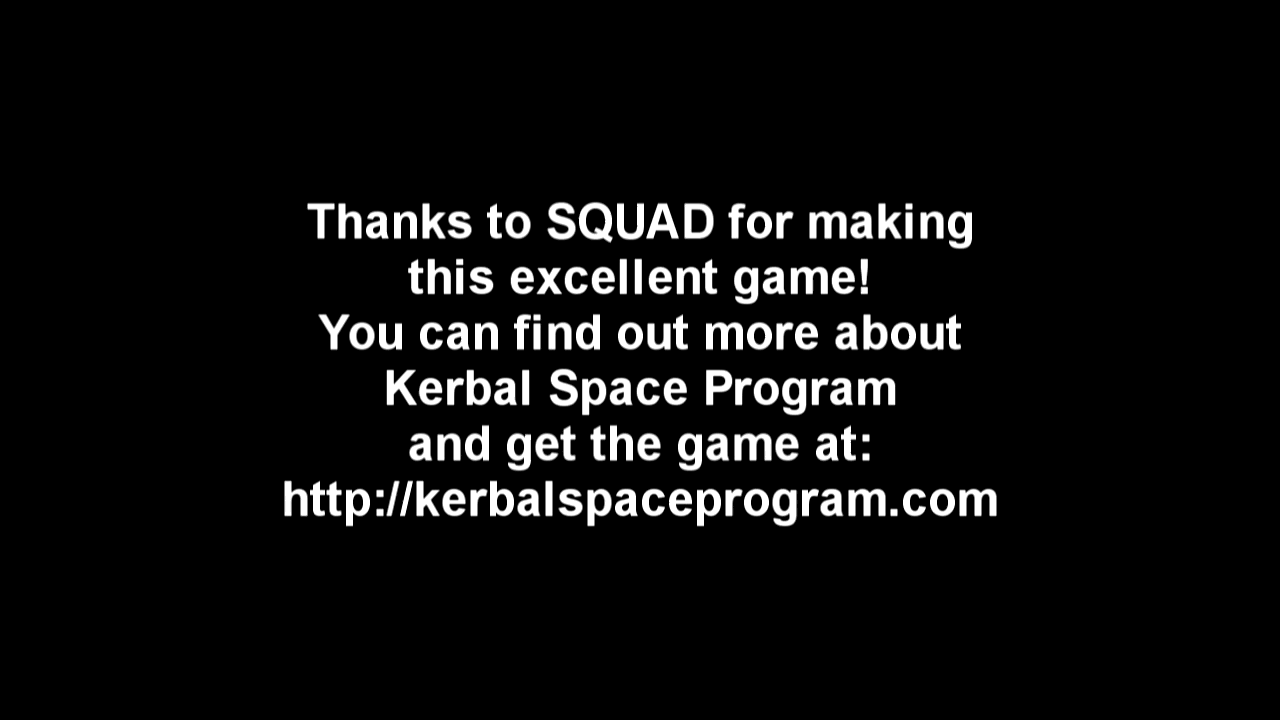 Thanks to SQUAD for making
this excellent game!
You can find out more about
Kerbal Space Program
and get the game at:
http://kerbalspaceprogram.com